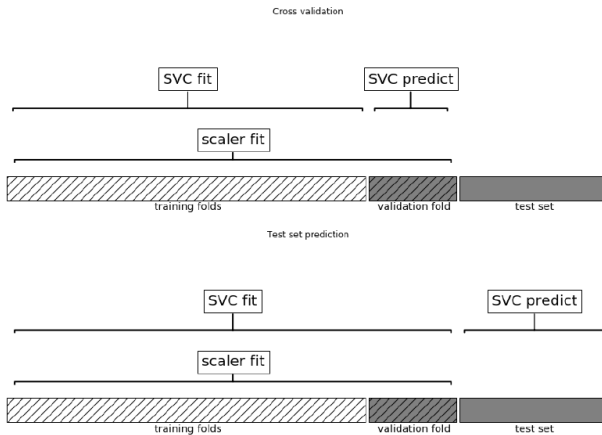 Cross validation
SVC fit
SVC predict
scaler fit
training folds
validation fold
test set
Test set prediction
SVC fit
SVC predict
scaler fit
training folds
validation fold
test set